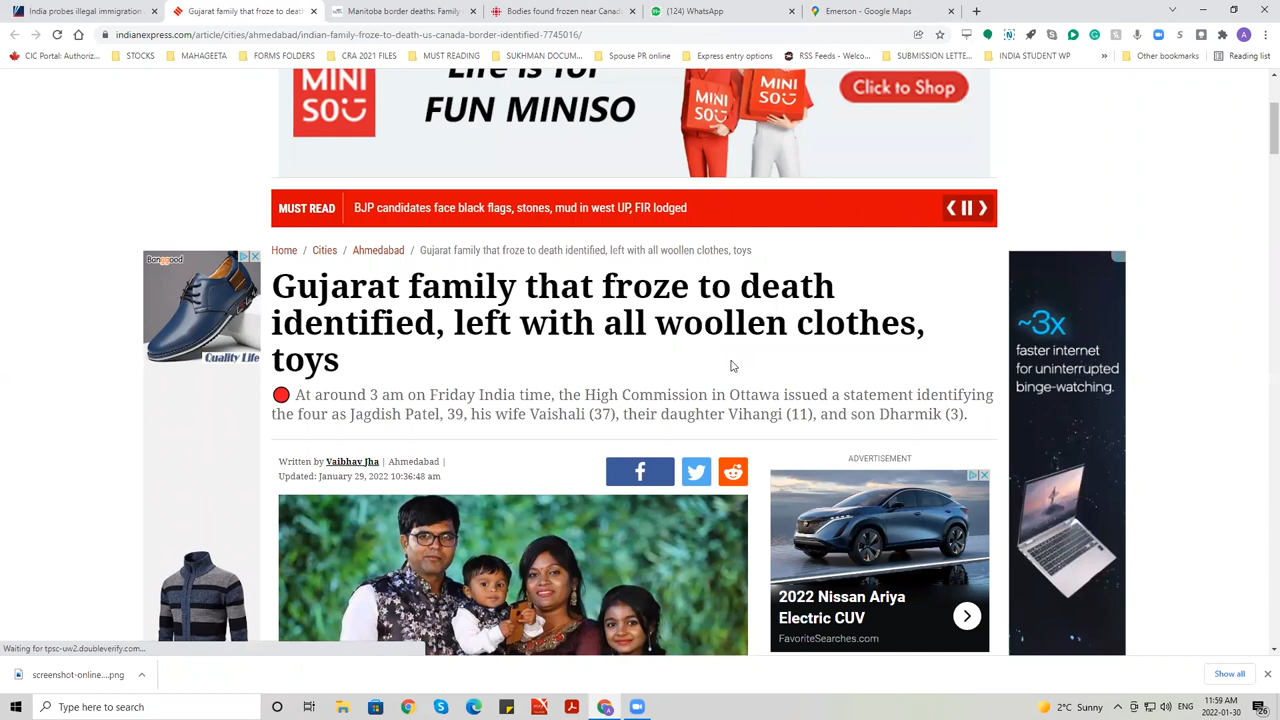 India probes illegal immigration
Gujarat family that froze to death
Manitoba border deaths: Family
Bodies found frozen near Canad
(124) WhatsApp
Emerson - Google Maps
indianexpress.com/article/cities/ahmedabad/indian-family-froze-to-death-us-canada-border-identified-7745016/
CIC Portal: Authoriz...
STOCKS
MAHAGEETA
FORMS FOLDERS
CRA 2021 FILES
MUST READING
SUKHMAN DOCUM...
Spouse PR online
Express entry options
RSS Feeds - Welco...
SUBMISSION LETTE...
INDIA STUDENT WP
Other bookmarks
Reading list
MINI
SO
Life is for
FUN MINISO
MINI
SO
MINI
SO
Click to Shop
MUST READ
BJP candidates face black flags, stones, mud in west UP, FIR lodged
Home / Cities / Ahmedabad / Gujarat family that froze to death identified, left with all woollen clothes, toys
Banggood
Quality Life
Gujarat family that froze to death
identified, left with all woollen clothes,
toys
At around 3 am on Friday India time, the High Commission in Ottawa issued a statement identifying
the four as Jagdish Patel, 39, his wife Vaishali (37), their daughter Vihangi (11), and son Dharmik (3).
~3x
faster internet
for uninterrupted
binge-watching.
Written by Vaibhav Jha | Ahmedabad |
Updated: January 29, 2022 10:36:48 am
ADVERTISEMENT
2022 Nissan Ariya
Electric CUV
FavoriteSearches.com
Waiting for tpsc-uw2.doubleverify.com...
screenshot-online....png
Show all
Type here to search
2°C Sunny
ENG
11:59 AM
2022-01-30